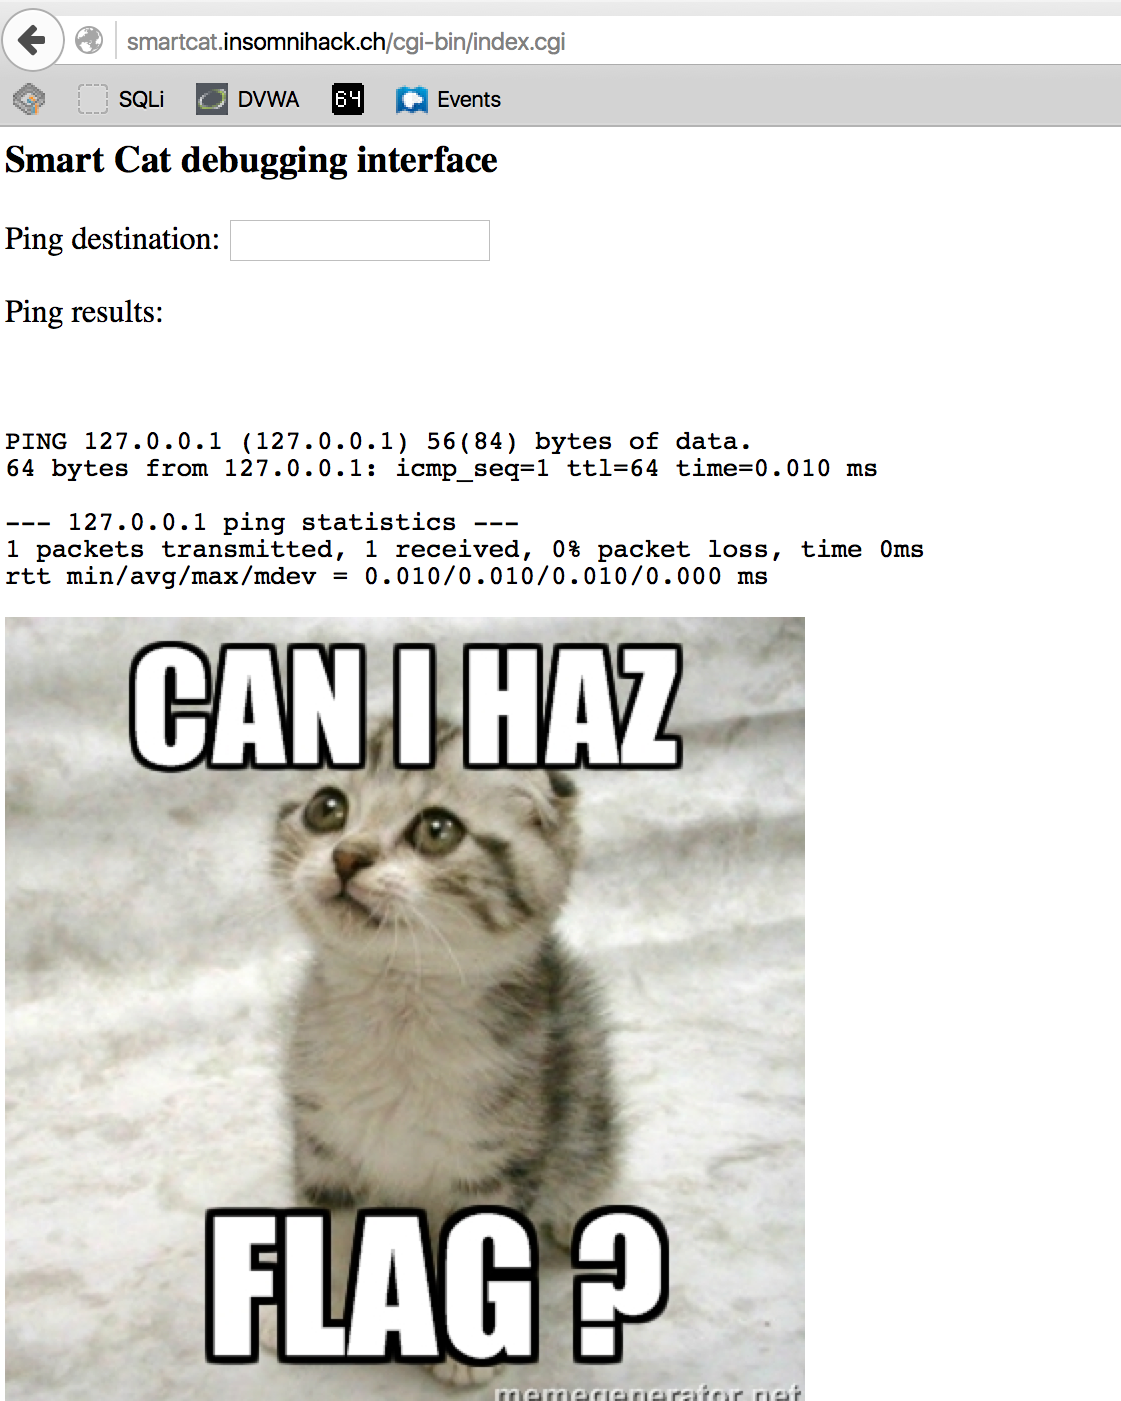 smartcat.insomnihack.ch/cgi-bin/index.cgi
SQLi DVWA 64 Events
Smart Cat debugging interface
Ping destination:
Ping results:
PING 127.0.0.1 (127.0.0.1) 56(84) bytes of data.
64 bytes from 127.0.0.1: icmp_seq=1 ttl=64 time=0.010 ms
--- 127.0.0.1 ping statistics ---
1 packets transmitted, 1 received, 0% packet loss, time 0ms
rtt min/avg/max/mdev = 0.010/0.010/0.010/0.000 ms
CAN I HAZ
FLAG ?
memegenerator.net